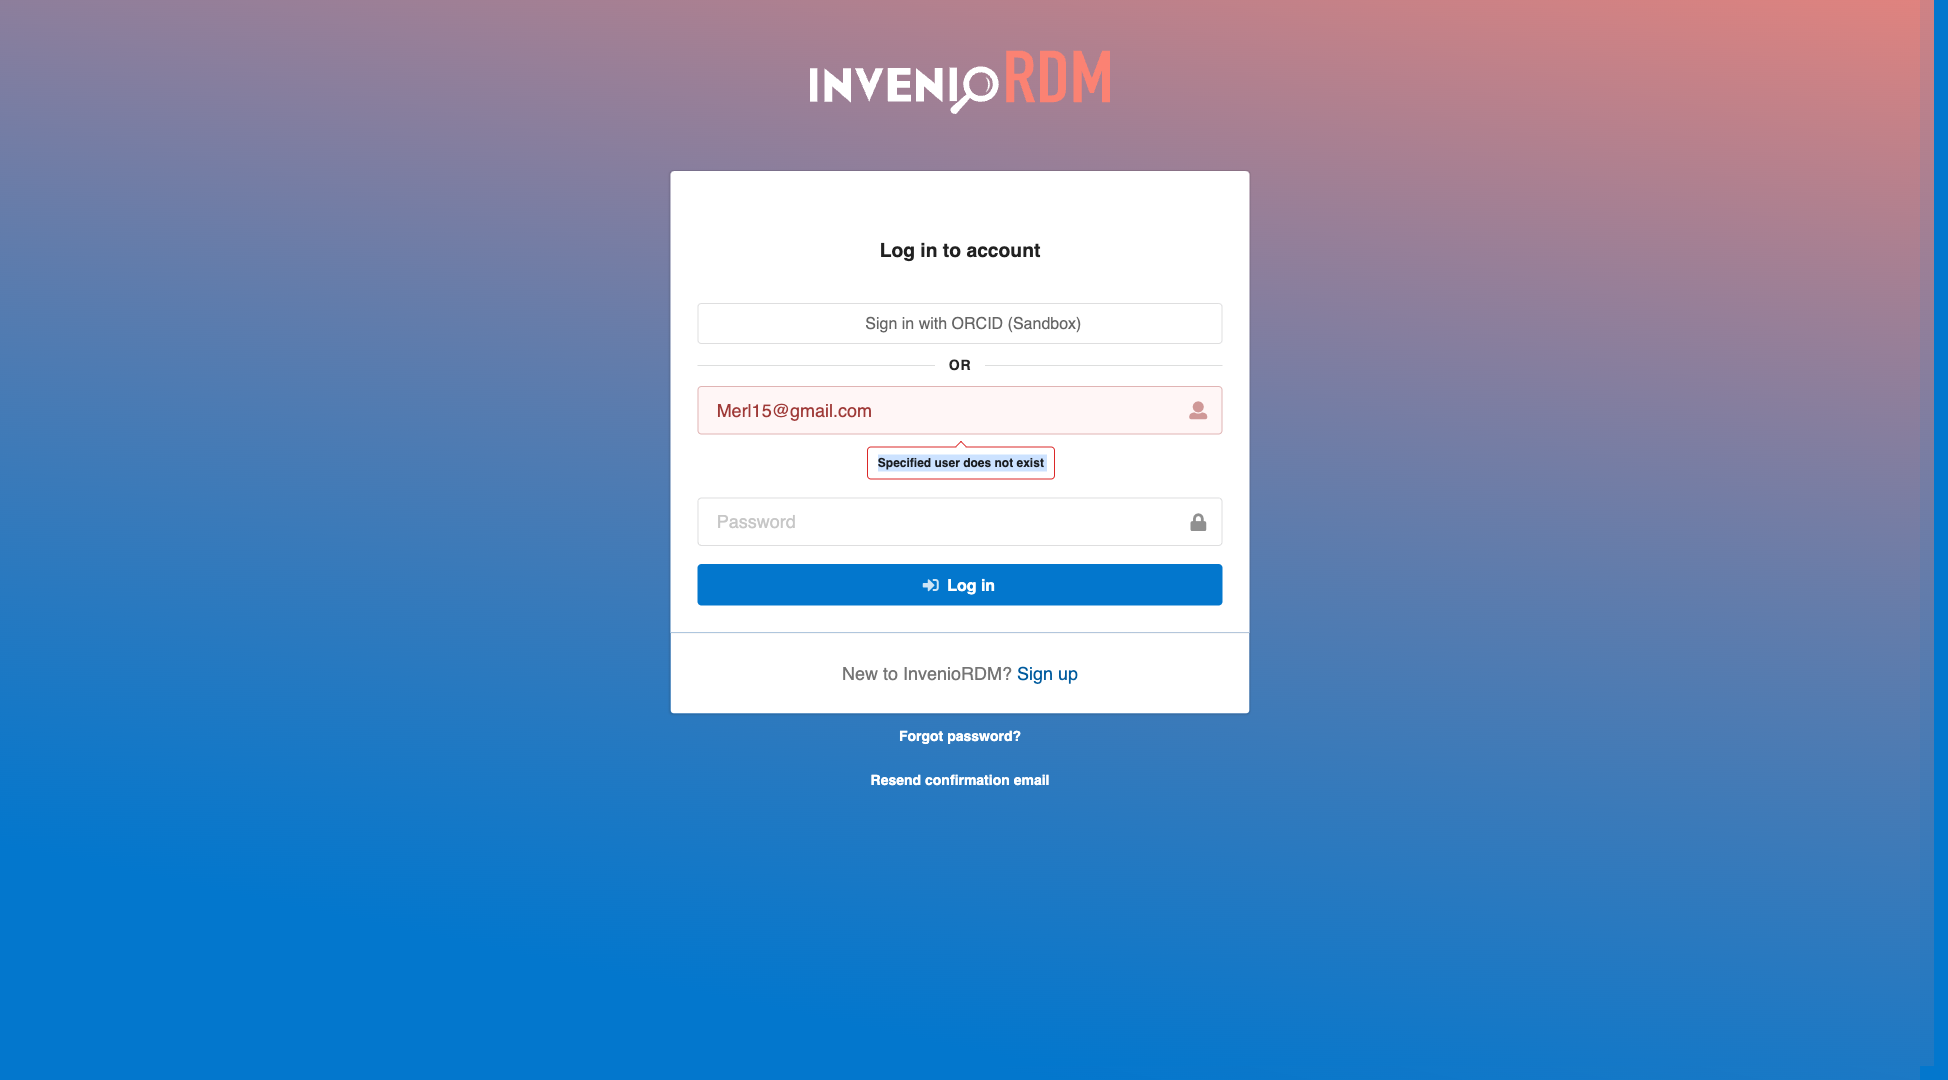 INVENIO RDM
Log in to account
Sign in with ORCID (Sandbox)
OR
Merl15@gmail.com
Specified user does not exist
Password
Log in
New to InvenioRDM? Sign up
Forgot password?
Resend confirmation email